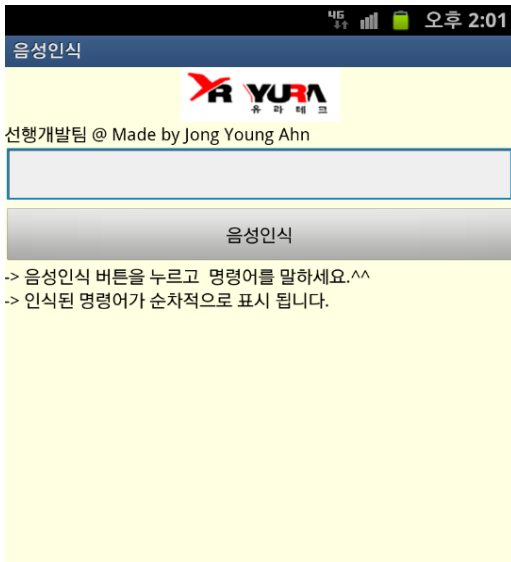 4G 오후 2:01
음성인식
YR YURA
유라테크
선행개발팀 @ Made by Jong Young Ahn
음성인식
-> 음성인식 버튼을 누르고  명령어를 말하세요.^^
-> 인식된 명령어가 순차적으로 표시 됩니다.